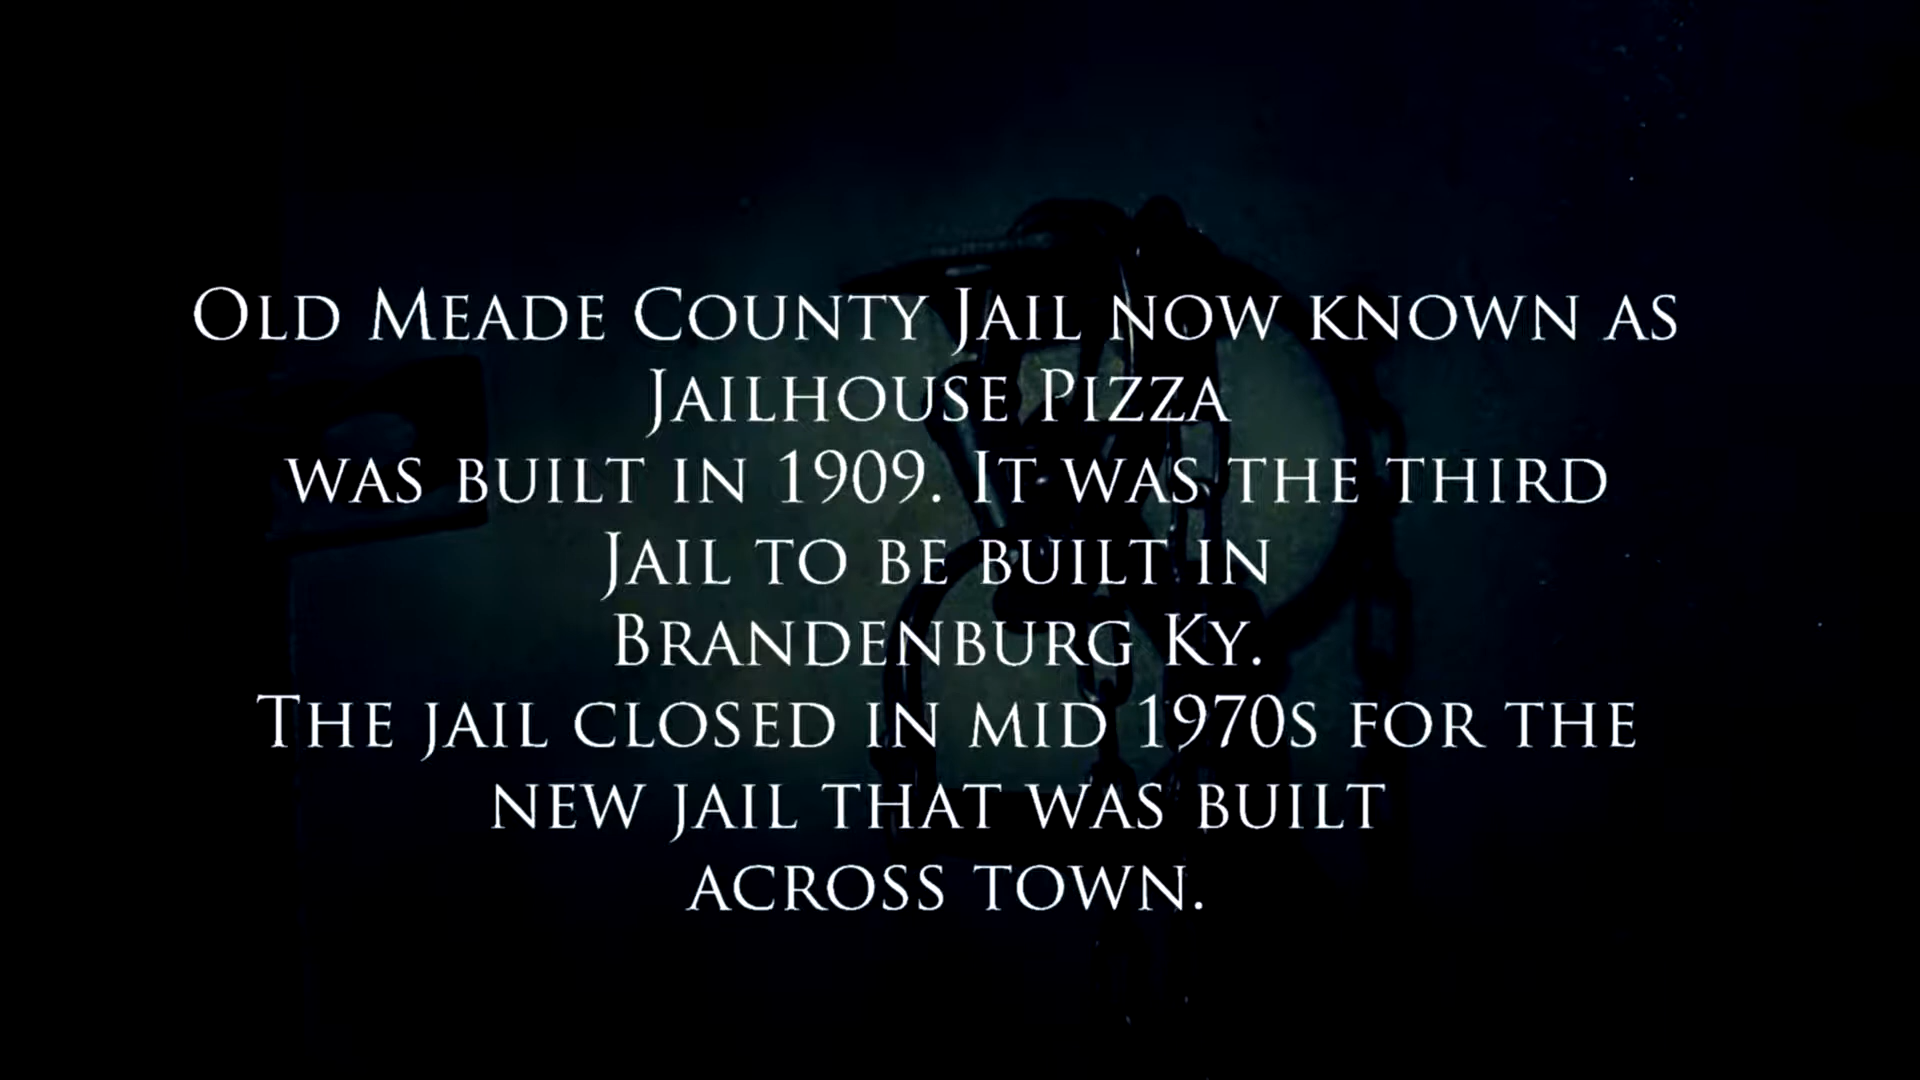 Old Meade County Jail now known as
Jailhouse Pizza
was built in 1909. It was the third
Jail to be built in
Brandenburg Ky.
The jail closed in mid 1970s for the
new jail that was built
across town.